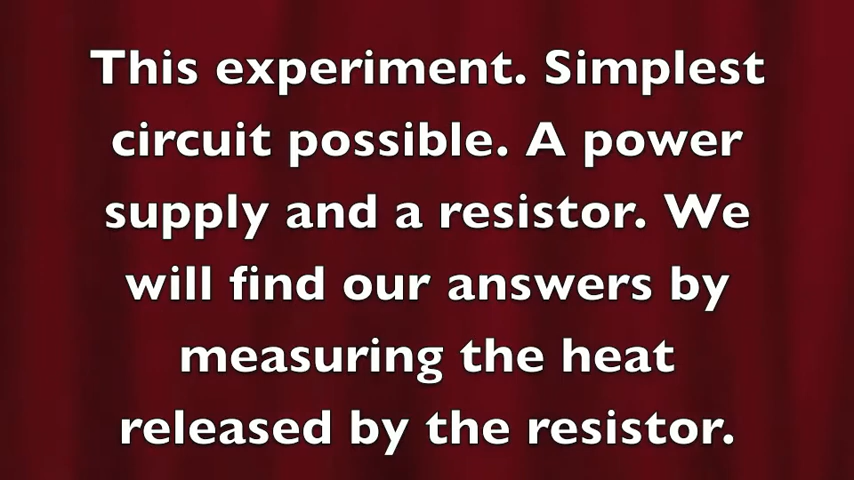 This experiment. Simplest
circuit possible. A power
supply and a resistor. We
will find our answers by
measuring the heat
released by the resistor.